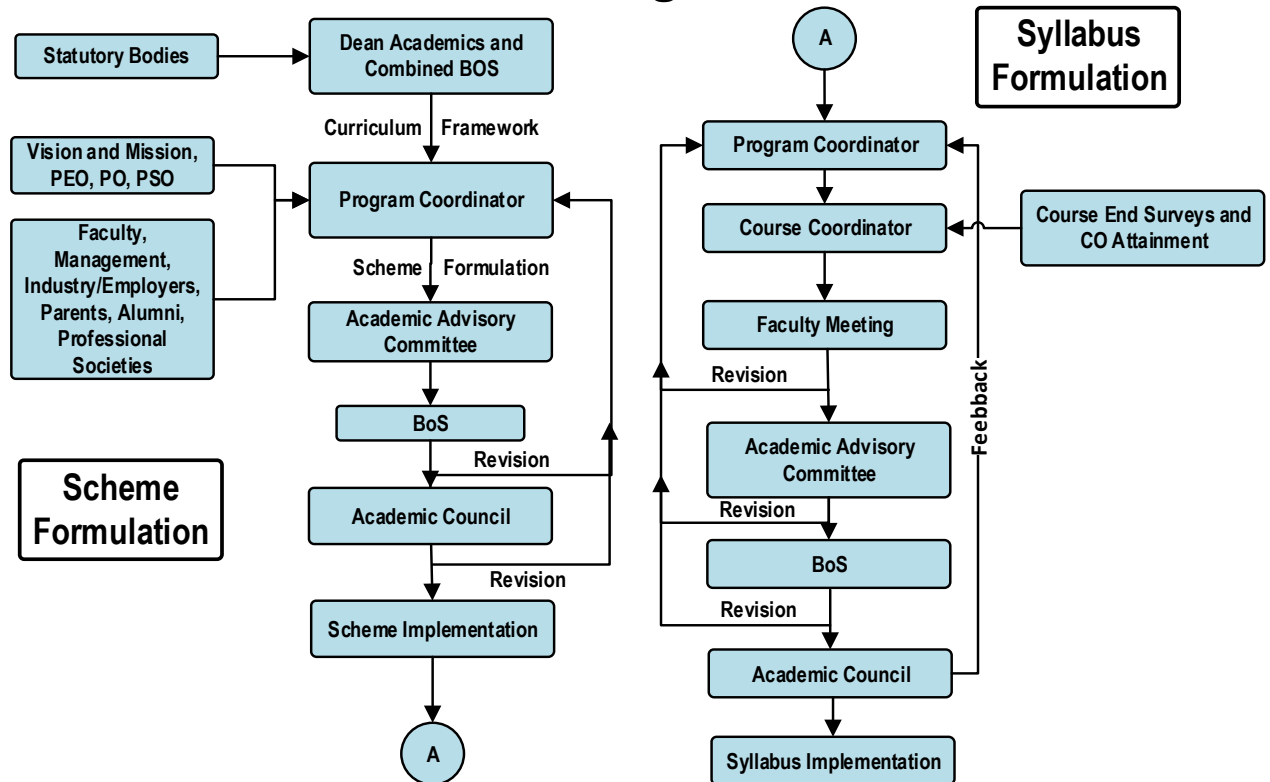 Statutory Bodies
Dean Academics and
Combined BOS
Curriculum Framework
Vision and Mission,
PEO, PO, PSO
Program Coordinator
Faculty,
Management,
Industry/Employers,
Parents, Alumni,
Professional
Societies
Scheme Formulation
Academic Advisory
Committee
BoS
Revision
Scheme
Formulation
Academic Council
Revision
Scheme Implementation
A
A
Syllabus
Formulation
Program Coordinator
Course Coordinator
Course End Surveys and
CO Attainment
Faculty Meeting
Revision
Feebback
Academic Advisory
Committee
Revision
BoS
Revision
Academic Council
Syllabus Implementation